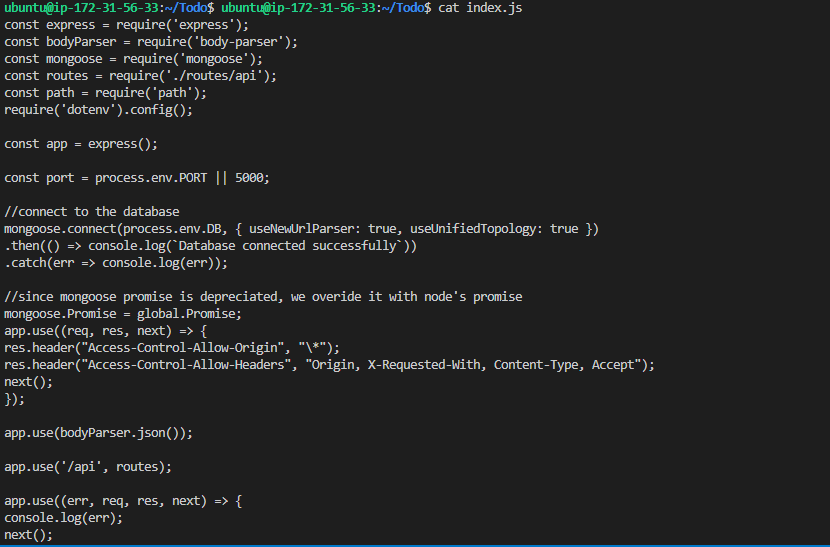 ubuntu@ip-172-31-56-33:~/Todo$ ubuntu@ip-172-31-56-33:~/Todo$ cat index.js
const express = require('express');
const bodyParser = require('body-parser');
const mongoose = require('mongoose');
const routes = require('./routes/api');
const path = require('path');
require('dotenv').config();
const app = express();
const port = process.env.PORT || 5000;
//connect to the database
mongoose.connect(process.env.DB, { useNewUrlParser: true, useUnifiedTopology: true })
.then(() => console.log(`Database connected successfully`))
.catch(err => console.log(err));
//since mongoose promise is depreciated, we overide it with node's promise
mongoose.Promise = global.Promise;
app.use((req, res, next) => {
res.header("Access-Control-Allow-Origin", "\*");
res.header("Access-Control-Allow-Headers", "Origin, X-Requested-With, Content-Type, Accept");
next();
});
app.use(bodyParser.json());
app.use('/api', routes);
app.use((err, req, res, next) => {
console.log(err);
next();